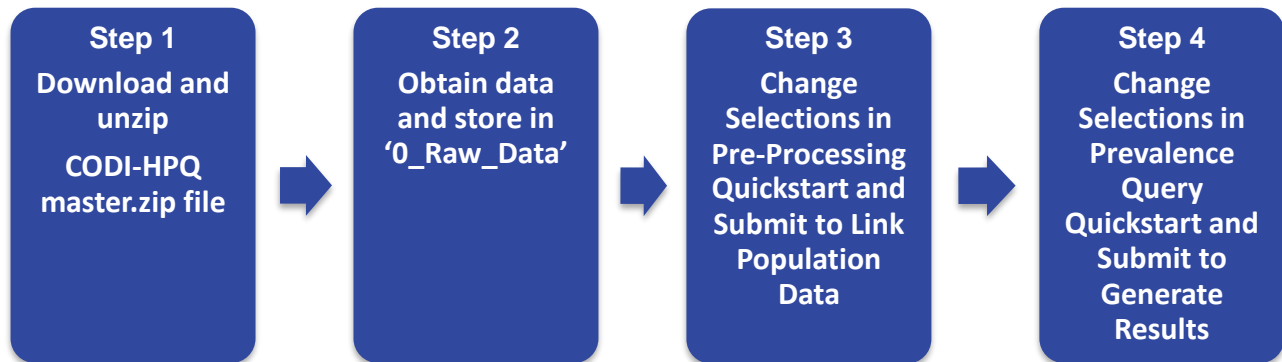 Step 1
Download and
unzip
CODI-HPQ
master.zip file
Step 2
Obtain data
and store in
‘0_Raw_Data’
Step 3
Change
Selections in
Pre-Processing
Quickstart and
Submit to Link
Population
Data
Step 4
Change
Selections in
Prevalence
Query
Quickstart and
Submit to
Generate
Results